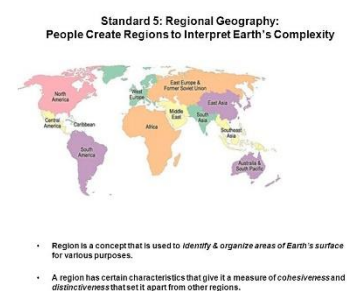 Standard 5: Regional Geography:
People Create Regions to Interpret Earth's Complexity
North
America
Central
America
Caribbean
South
America
West
Europe
East Europe &
Former Soviet Union
Africa
Middle
East
South
Asia
East Asia
Southeast
Asia
Australia &
South Pacific
• Region is a concept that is used to identify & organize areas of Earth's surface
for various purposes.
• A region has certain characteristics that give it a measure of cohesiveness and
distinctiveness that set it apart from other regions.